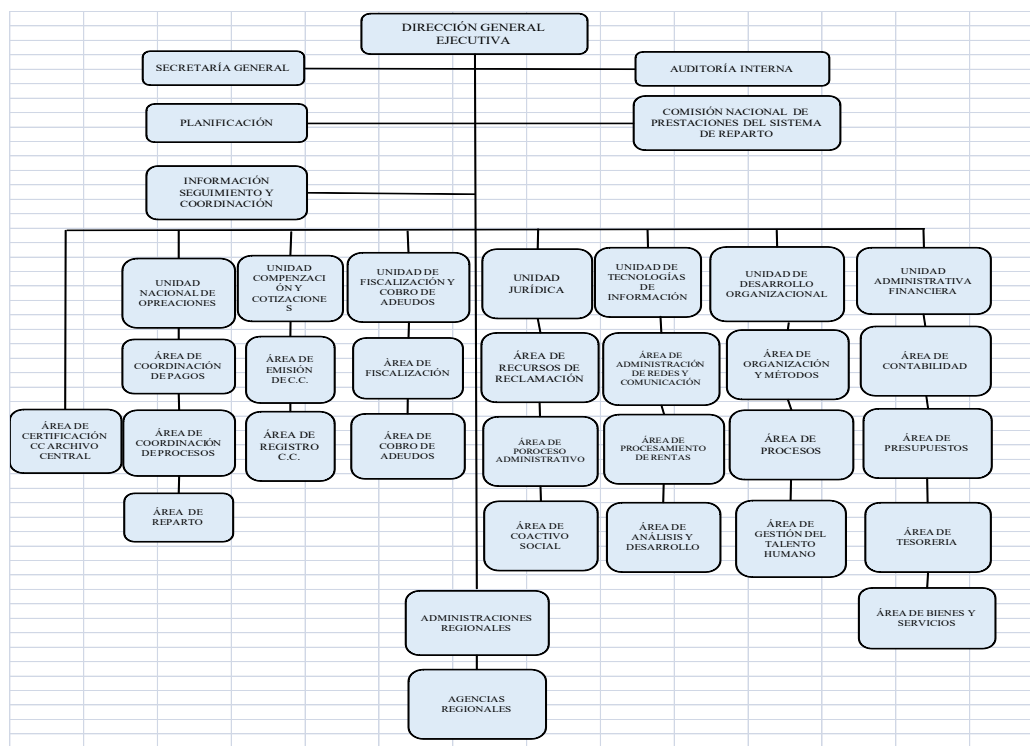 DIRECCIÓN GENERAL
EJECUTIVA
SECRETARÍA GENERAL
AUDITORÍA INTERNA
PLANIFICACIÓN
COMISIÓN NACIONAL DE
PRESTACIONES DEL SISTEMA
DE REPARTO
INFORMACIÓN
SEGUIMIENTO Y
COORDINACIÓN
UNIDAD
NACIONAL DE
OPREACIONES
UNIDAD
COMPENZACI
ÓN Y
COTIZACIONE
S
UNIDAD DE
FISCALIZACIÓN Y
COBRO DE
ADEUDOS
UNIDAD
JURÍDICA
UNIDAD DE
TECNOLOGÍAS
DE
INFORMACIÓN
UNIDAD DE
DESARROLLO
ORGANIZACIONAL
UNIDAD
ADMINISTRATIVA
FINANCIERA
ÁREA DE
COORDINACIÓN
DE PAGOS
ÁREA DE
EMISIÓN
DE C.C.
ÀREA DE
FISCALIZACIÓN
ÁREA DE
RECURSOS DE
RECLAMACIÓN
ÁREA DE
ADMINISTRACIÓN
DE REDES Y
COMUNICACIÓN
ÁREA DE
ORGANIZACIÓN
Y MÉTODOS
ÁREA DE
CONTABILIDAD
ÁREA DE
CERTIFICACIÓN
CC ARCHIVO
CENTRAL
ÁREA DE
COORDINACIÓN
DE PROCESOS
ÁREA DE
REGISTRO
C.C.
ÁREA DE
COBRO DE
ADEUDOS
ÁREA DE
POROCESO
ADMINISTRATIVO
ÁREA DE
PROCESAMIENTO
DE RENTAS
ÁREA DE
PROCESOS
ÁREA DE
PRESUPUESTOS
ÁREA DE
REPARTO
ÁREA DE
COACTIVO
SOCIAL
ÁREA DE
ANÁLISIS Y
DESARROLLO
ÁREA DE
GESTIÓN DEL
TALENTO
HUMANO
ÁREA DE
TESORERIA
ADMINISTRACIONES
REGIONALES
ÁREA DE BIENES Y
SERVICIOS
AGENCIAS
REGIONALES